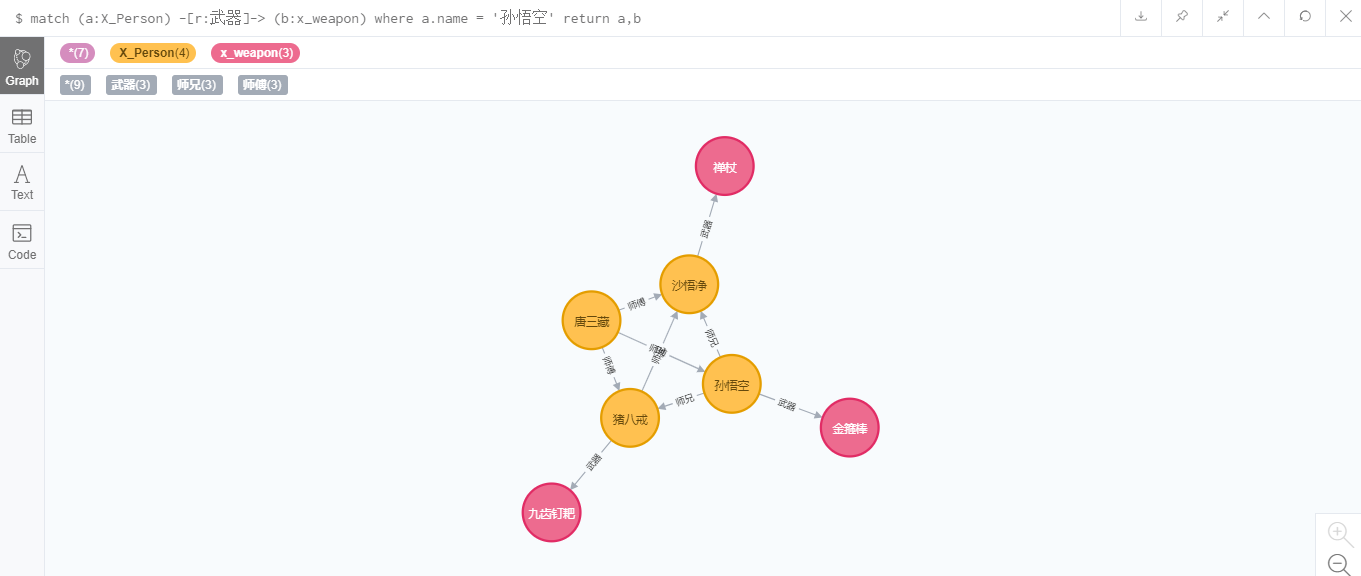 $ match (a:X_Person) -[r:武器]-> (b:x_weapon) where a.name = '孙悟空' return a,b
*(7) X_Person(4) x_weapon(3)
*(9) 武器(3) 师兄(3) 师傅(3)
Graph
Table
Text
Code
禅杖
武器
沙悟净
师傅
唐三藏
师兄
师傅
师兄
师傅
孙悟空
师兄
武器
猪八戒
金箍棒
武器
九齿钉耙